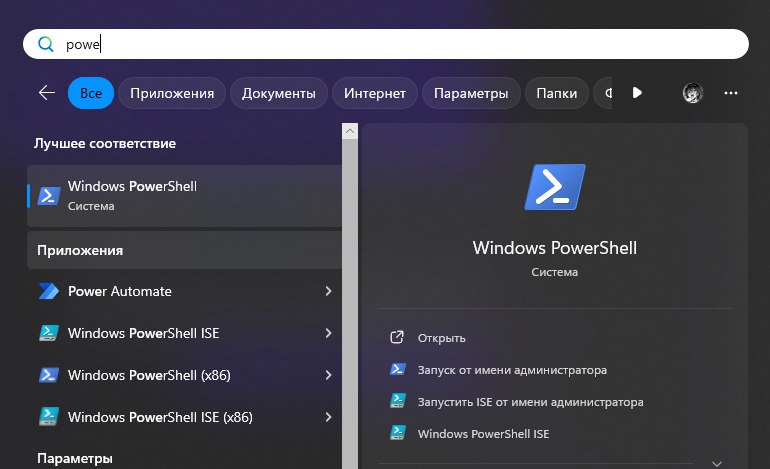 powe
Все
Приложения
Документы
Интернет
Параметры
Папки
Лучшее соответствие
Windows PowerShell
Система
Приложения
Power Automate
Windows PowerShell ISE
Windows PowerShell (x86)
Windows PowerShell ISE (x86)
Параметры
Windows PowerShell
Система
Открыть
Запуск от имени администратора
Запустить ISE от имени администратора
Windows PowerShell ISE